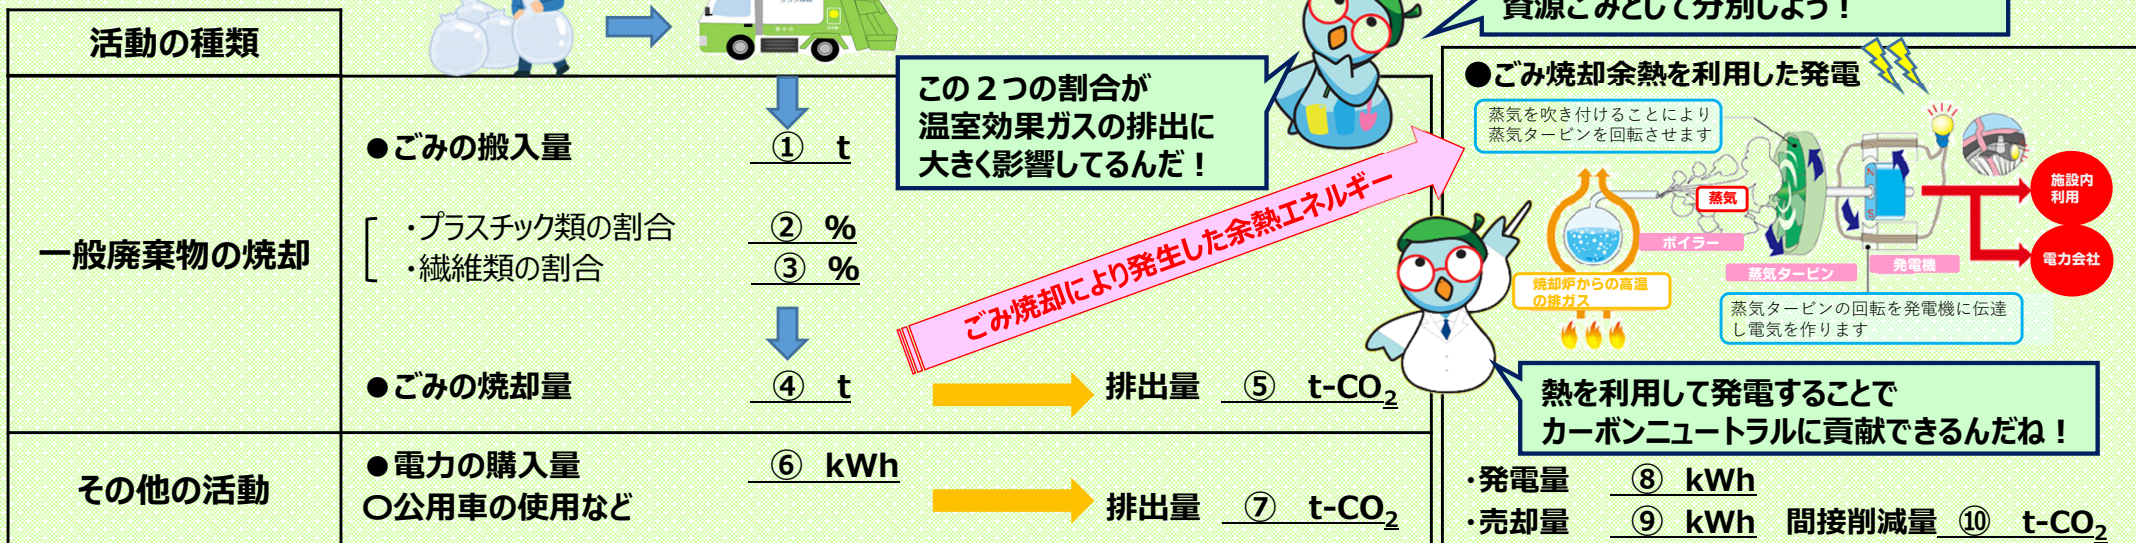 資源ごみとして分別しよう！
活動の種類
この２つの割合が
温室効果ガスの排出に
大きく影響してるんだ！
●ごみ焼却余熱を利用した発電
蒸気を吹き付けることにより
蒸気タービンを回転させます
一般廃棄物の焼却
●ごみの搬入量 ① t
・プラスチック類の割合 ② %
・繊維類の割合 ③ %
ごみ焼却により発生した余熱エネルギー
蒸気
ボイラー
蒸気タービン
発電機
N
S
施設内
利用
電力会社
焼却炉からの高温
の排ガス
蒸気タービンの回転を発電機に伝達
し電気を作ります
●ごみの焼却量 ④ t 排出量 ⑤ t-CO₂
熱を利用して発電することで
カーボンニュートラルに貢献できるんだね！
その他の活動
●電力の購入量 ⑥ kWh
〇公用車の使用など 排出量 ⑦ t-CO₂
・発電量 ⑧ kWh
・売却量 ⑨ kWh 間接削減量 ⑩ t-CO₂